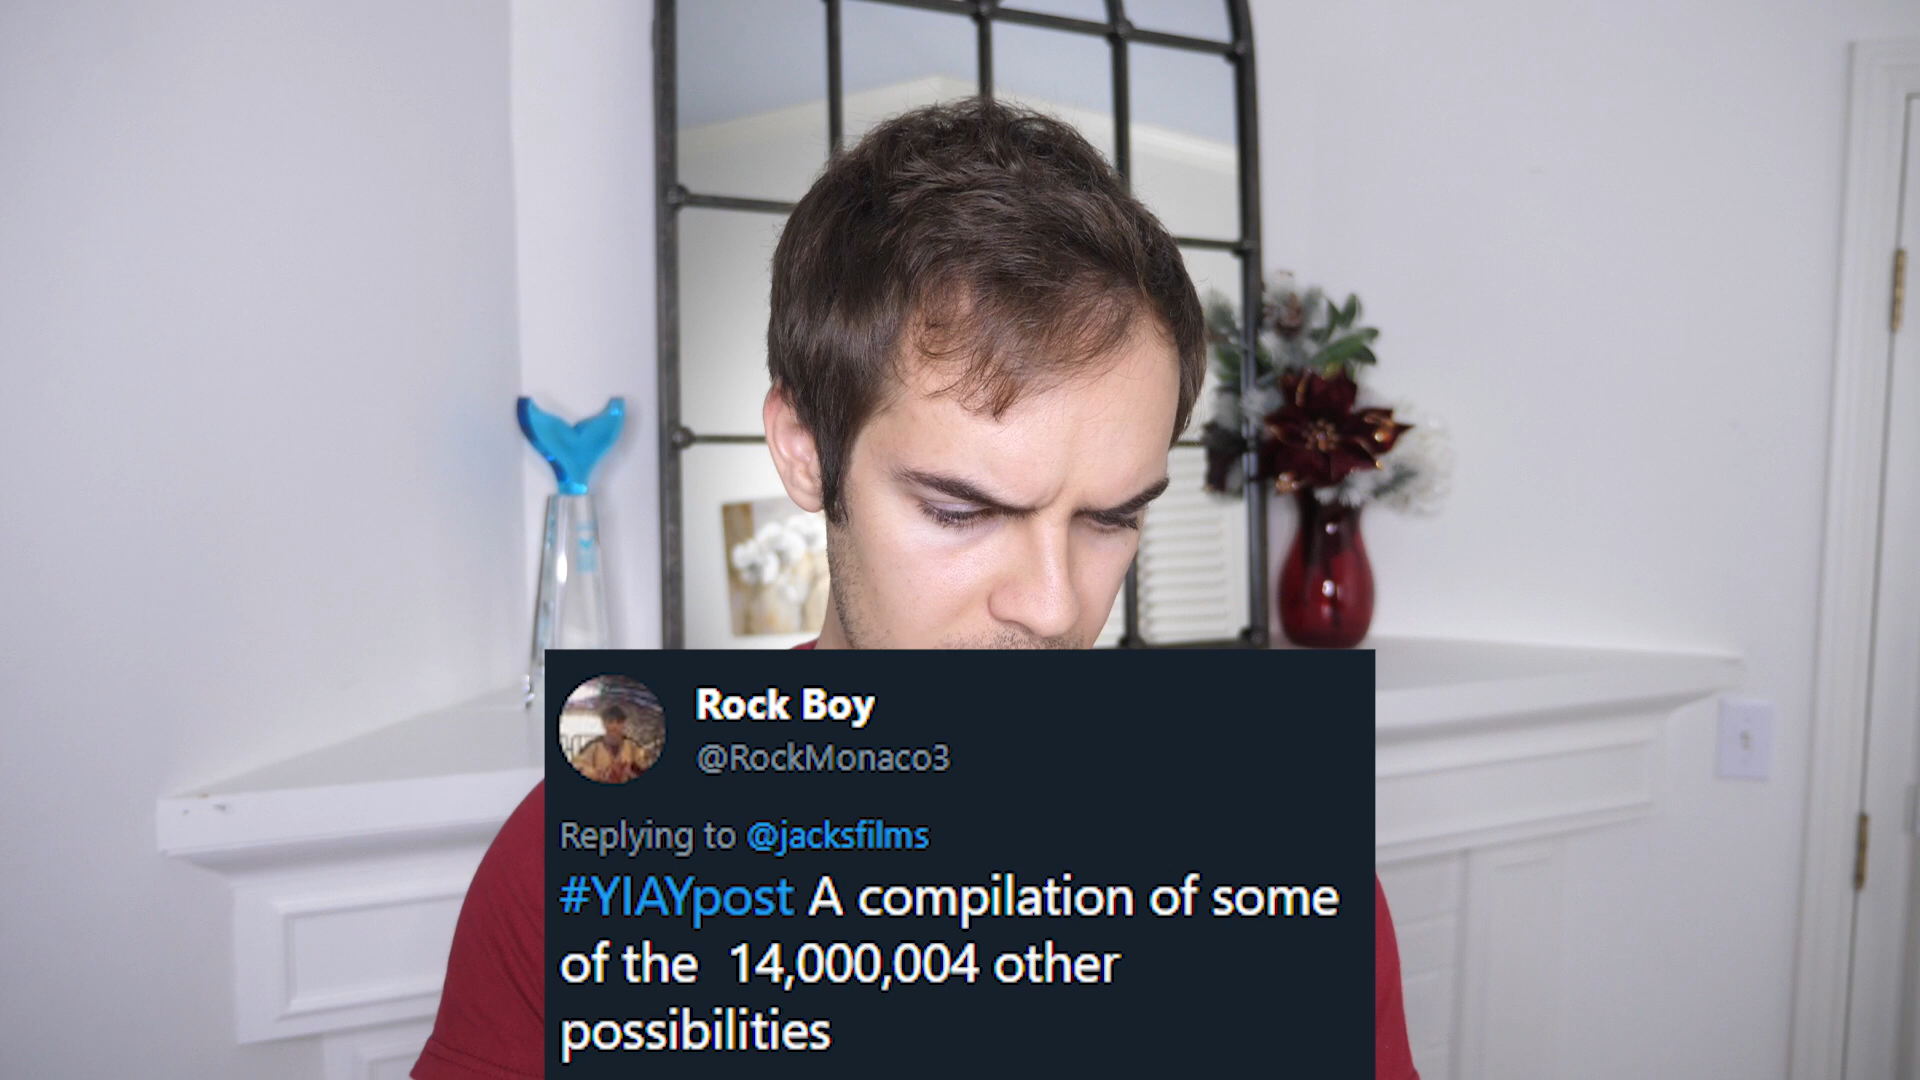 Rock Boy
@RockMonaco3
Replying to @jacksfilms
#YIAYpost A compilation of some
of the 14,000,004 other
possibilities